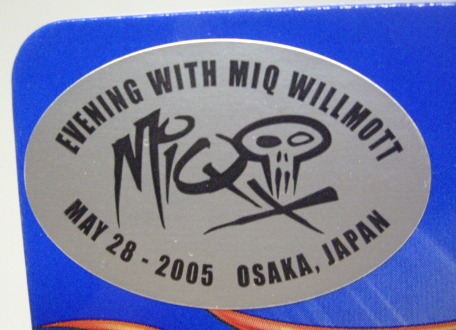 EVENING WITH MIQ WILLMOTT
MiQ
MAY 28 - 2005 OSAKA, JAPAN